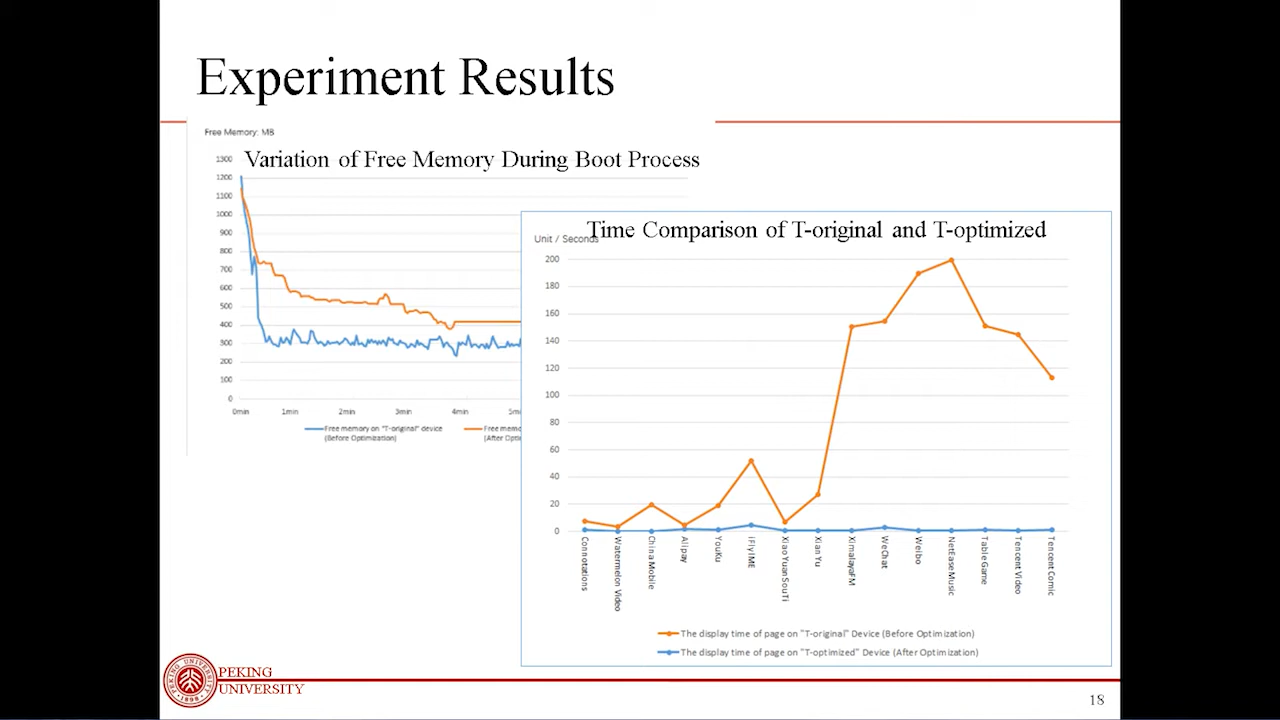 Experiment Results
Free Memory: MB
Variation of Free Memory During Boot Process
1300
1200
1100
1000
900
800
700
600
500
400
300
200
100
0
0min 1min 2min 3min 4min
Free memory on "T-original" device
(Before Optimization)
Free
(After
Time Comparison of T-original and T-optimized
Unit / Seconds
200
180
160
140
120
100
80
60
40
20
0
Connotations
Watermelon Video
China Mobile
Alipay
YouKu
iFlyIME
XiaoYuanSouTi
XianYu
XimalayaFM
WeChat
Weibo
NetEaseMusic
TableGame
Tencent Video
Tencent Comic
The display time of page on "T-original" Device (Before Optimization)
The display time of page on "T-optimized" Device (After Optimization)
PEKING
UNIVERSITY
18